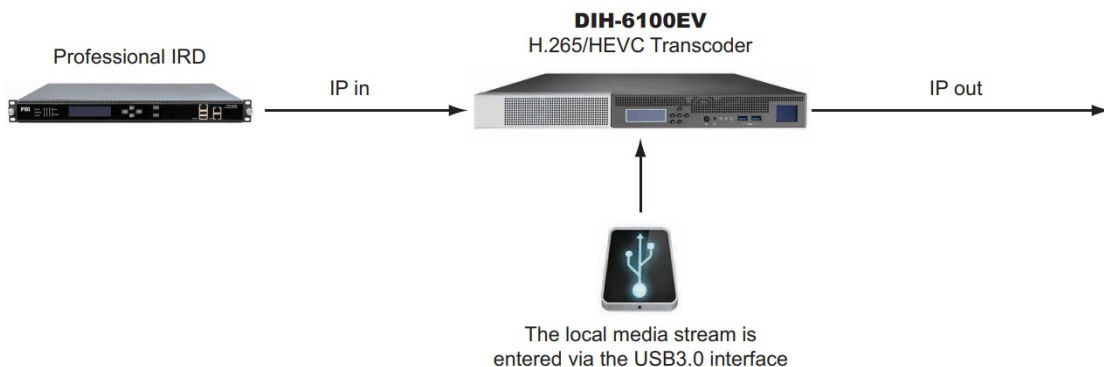 DIH-6100EV
H.265/HEVC Transcoder
Professional IRD
IP in
IP out
PBI
The local media stream is
entered via the USB3.0 interface